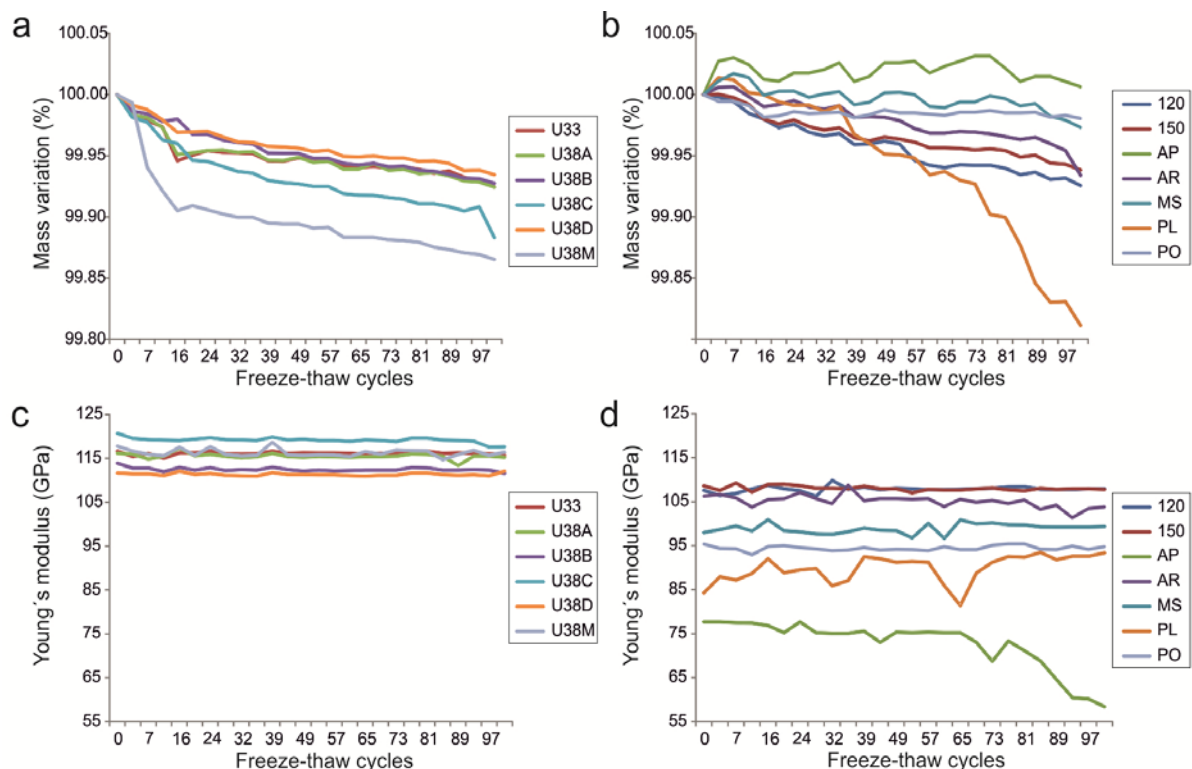 a
Mass variation (%)
100.05
100.00
99.95
99.90
99.85
99.80
0 7 16 24 32 39 49 57 65 73 81 89 97
Freeze-thaw cycles
U33
U38A
U38B
U38C
U38D
U38M
b
Mass variation (%)
100.05
100.00
99.95
99.90
99.85
0 7 16 24 32 39 49 57 65 73 81 89 97
Freeze-thaw cycles
120
150
AP
AR
MS
PL
PO
c
Young´s modulus (GPa)
125
115
105
95
85
75
65
55
0 7 16 24 32 39 49 57 65 73 81 89 97
Freeze-thaw cycles
U33
U38A
U38B
U38C
U38D
U38M
d
Young´s modulus (GPa)
125
115
105
95
85
75
65
55
0 7 16 24 32 39 49 57 65 73 81 89 97
Freeze-thaw cycles
120
150
AP
AR
MS
PL
PO